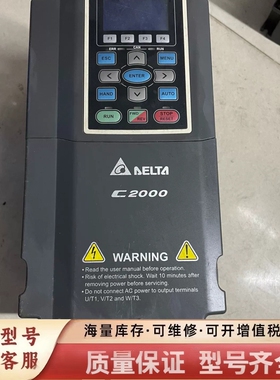 F1 F2 F3 F4
ESC
ENTER
MENU
HAND
AUTO
RUN
FWD
REV
STOP
RESET
DELTA
C2000
WARNING
• Read the user manual before operation.
• Risk of electrical shock. Wait 10 minutes after
removing power before servicing.
• Do not connect AC power to output terminals
U/T1, V/T2 and W/T3.
型号
客服
海量库存·可维修·可开增值税
质量保证 型号齐